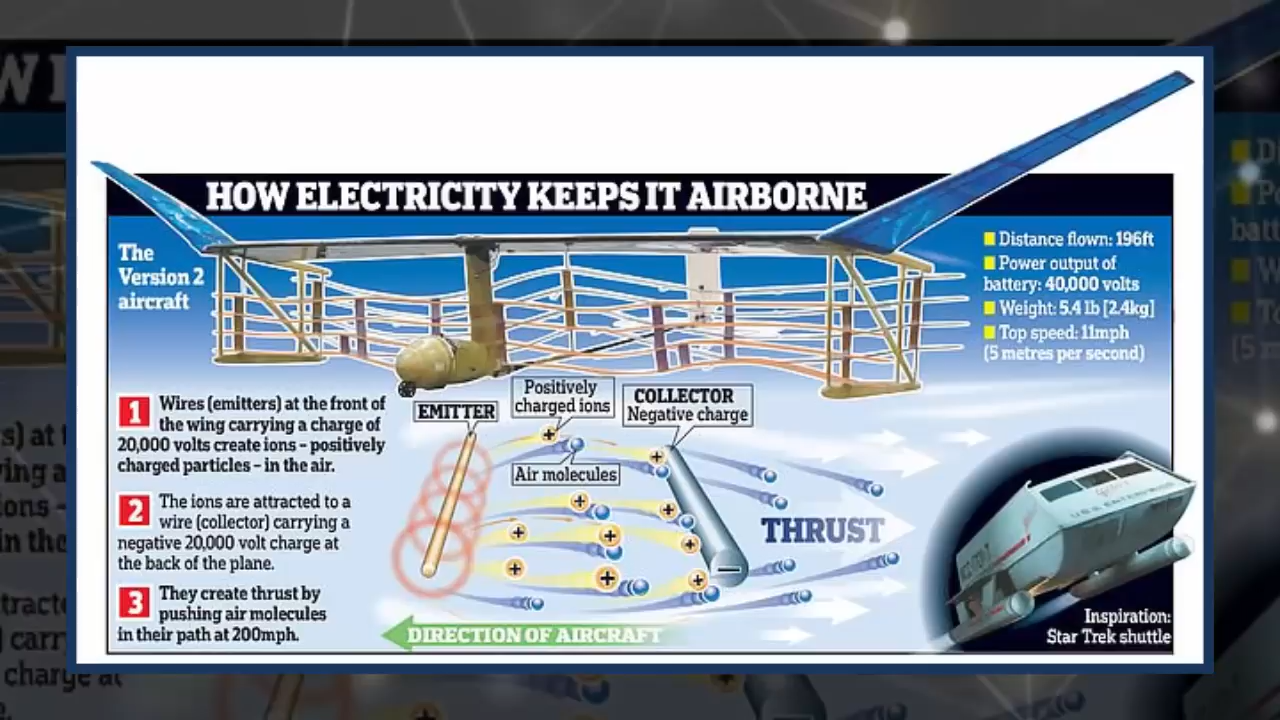 HOW ELECTRICITY KEEPS IT AIRBORNE
The
Version 2
aircraft
Distance flown: 196ft
Power output of
battery: 40,000 volts
Weight: 5.4 lb [2.4kg]
Top speed: 11mph
(5 metres per second)
1 Wires (emitters) at the front of
the wing carrying a charge of
20,000 volts create ions – positively
charged particles – in the air.
2 The ions are attracted to a
wire (collector) carrying a
negative 20,000 volt charge at
the back of the plane.
3 They create thrust by
pushing air molecules
in their path at 200mph.
EMITTER
Positively
charged ions
Air molecules
COLLECTOR
Negative charge
THRUST
DIRECTION OF AIRCRAFT
U.S.S. ENTERPRISE
Inspiration:
Star Trek shuttle